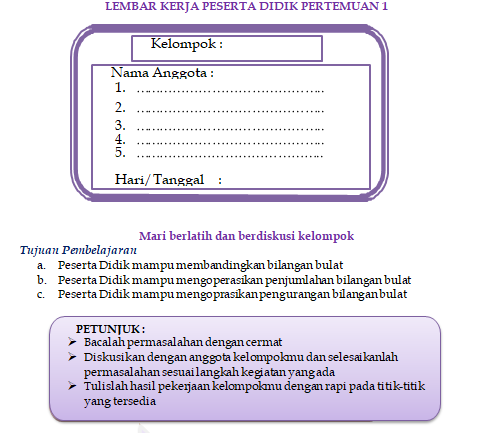 LEMBAR KERJA PESERTA DIDIK PERTEMUAN 1
Kelompok :
Nama Anggota :
1. ................................................
2. ................................................
3. ................................................
4. ................................................
5. ................................................
Hari/Tanggal :
Mari berlatih dan berdiskusi kelompok
Tujuan Pembelajaran
a. Peserta Didik mampu membandingkan bilangan bulat
b. Peserta Didik mampu mengoperasikan penjumlahan bilangan bulat
c. Peserta Didik mampu mengoprasikan pengurangan bilangan bulat
PETUNJUK :
➢ Bacalah permasalahan dengan cermat
➢ Diskusikan dengan anggota kelompokmu dan selesaikanlah
permasalahan sesuai langkah kegiatan yang ada
➢ Tulislah hasil pekerjaan kelompokmu dengan rapi pada titik-titik
yang tersedia